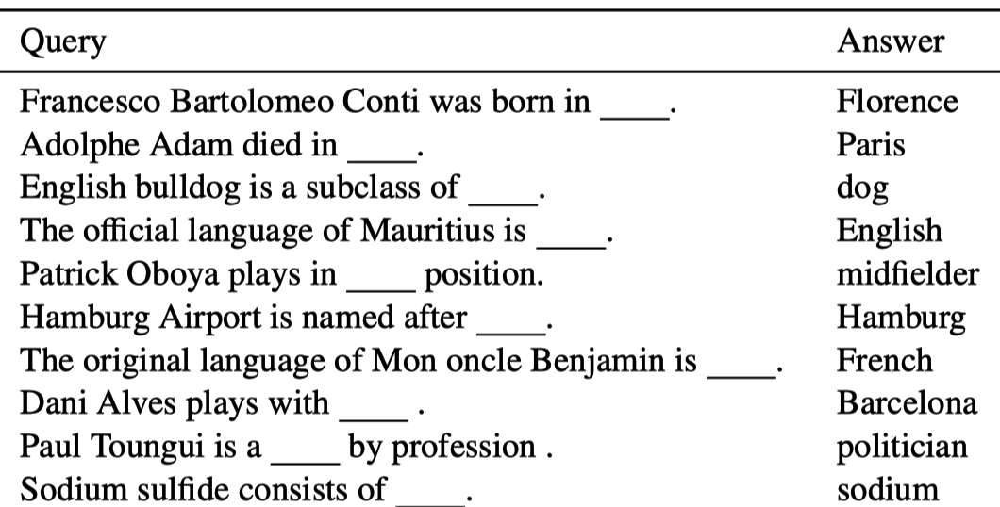 Query Answer
Francesco Bartolomeo Conti was born in ____. Florence
Adolphe Adam died in ____. Paris
English bulldog is a subclass of ____. dog
The official language of Mauritius is ____. English
Patrick Oboya plays in ____ position. midfielder
Hamburg Airport is named after ____. Hamburg
The original language of Mon oncle Benjamin is ____. French
Dani Alves plays with ____ . Barcelona
Paul Toungui is a ____ by profession . politician
Sodium sulfide consists of ____. sodium